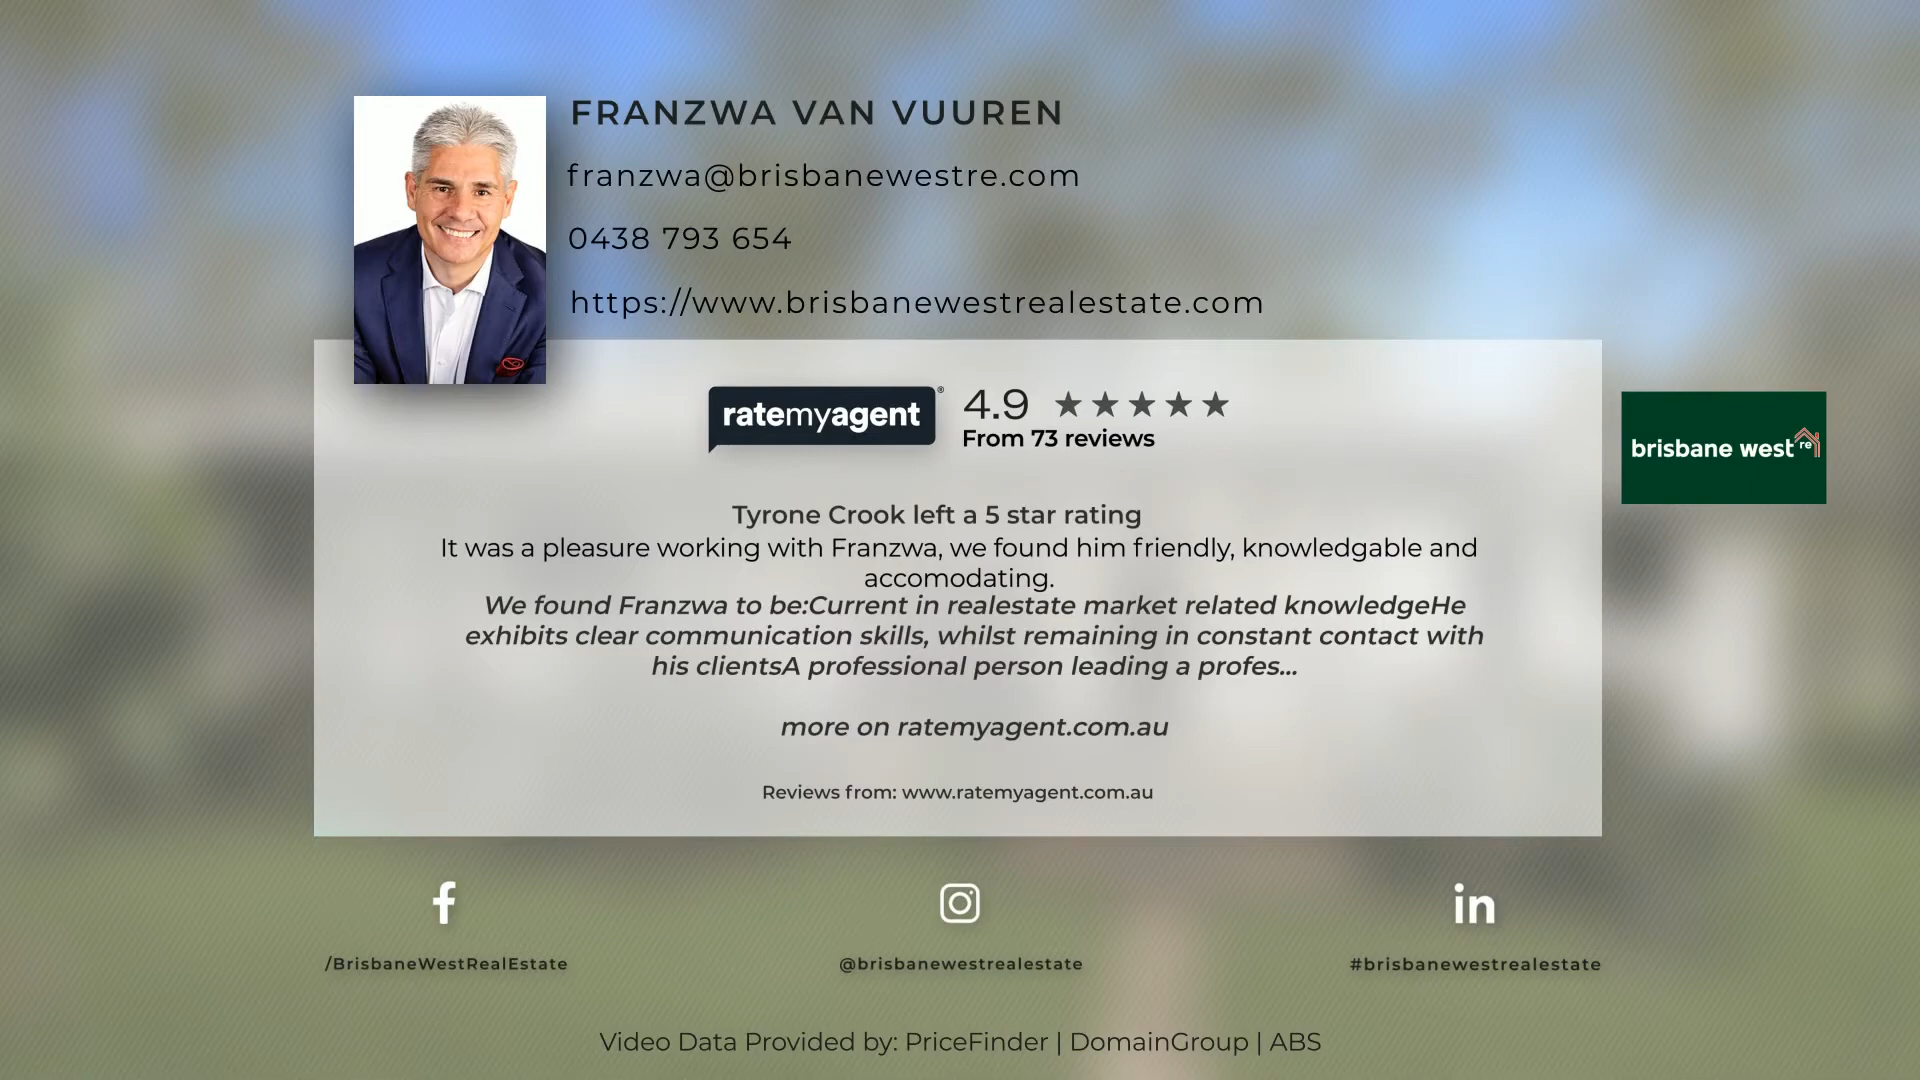 FRANZWA VAN VUUREN
franzwa@brisbanewestre.com
0438 793 654
https://www.brisbanewestrealestate.com
ratemyagent®
4.9 ★★★★★
From 73 reviews
brisbane west re
Tyrone Crook left a 5 star rating
It was a pleasure working with Franzwa, we found him friendly, knowledgable and
accomodating.
We found Franzwa to be:Current in realestate market related knowledgeHe
exhibits clear communication skills, whilst remaining in constant contact with
his clientsA professional person leading a profes...
more on ratemyagent.com.au
Reviews from: www.ratemyagent.com.au
/BrisbaneWestRealEstate
@brisbanewestrealestate
#brisbanewestrealestate
Video Data Provided by: PriceFinder | DomainGroup | ABS